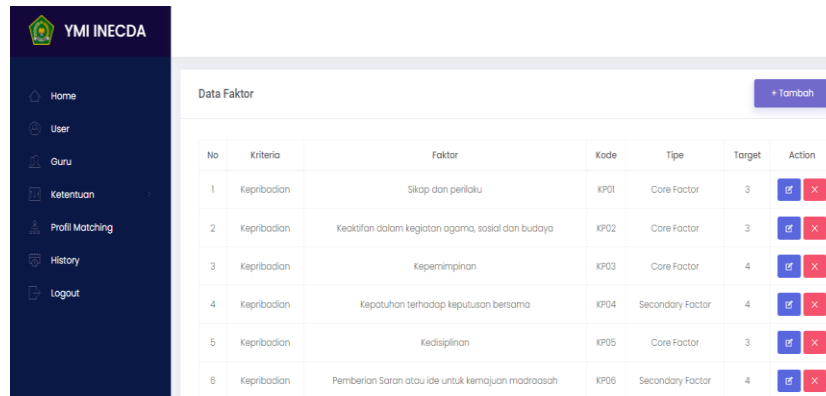 YMI INECDA
Home
User
Guru
Ketentuan
Profil Matching
History
Logout
Data Faktor
+ Tambah
No Kriteria Faktor Kode Tipe Target Action
1 Kepribadian Sikap dan perilaku KP01 Core Factor 3
2 Kepribadian Keaktifan dalam kegiatan agama, sosial dan budaya KP02 Core Factor 3
3 Kepribadian Kepemimpinan KP03 Core Factor 4
4 Kepribadian Kepatuhan terhadap keputusan bersama KP04 Secondary Factor 4
5 Kepribadian Kedisiplinan KP05 Core Factor 3
6 Kepribadian Pemberian Saran atau ide untuk kemajuan madraasah KP06 Secondary Factor 4